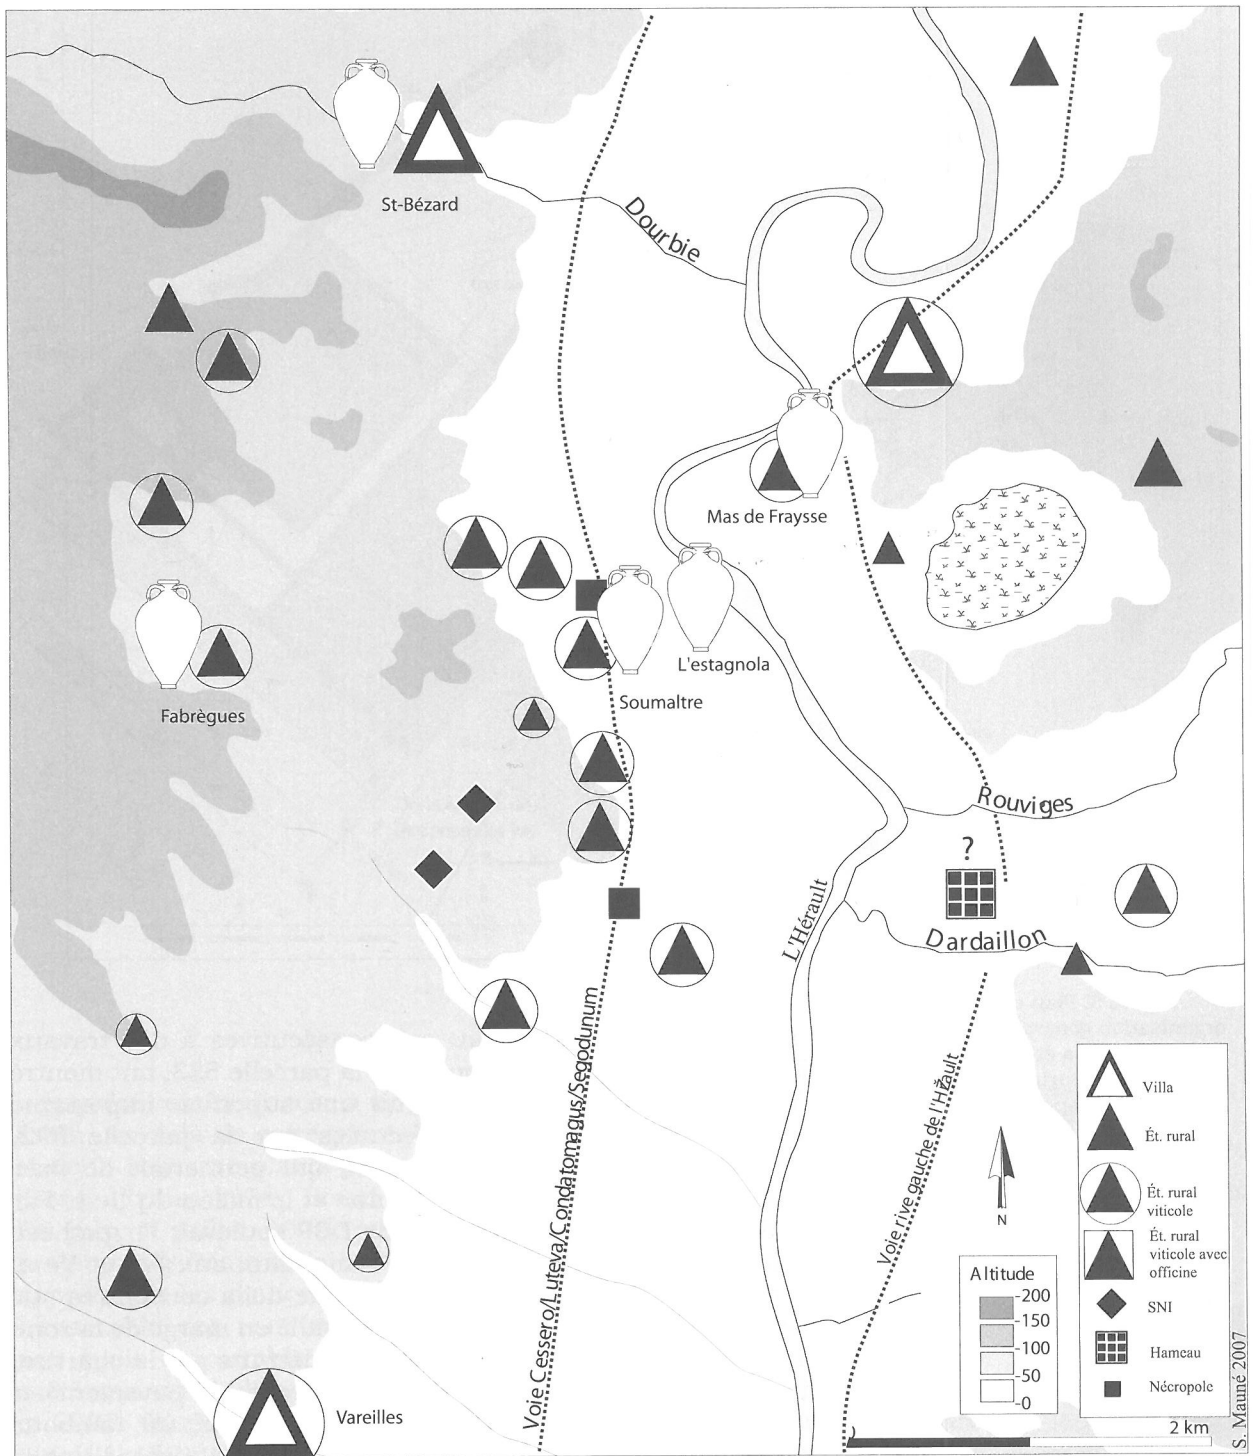 St-Bézard
Dourbie
Mas de Fraysse
L'estagnola
Soumaltre
Fabrègues
Rouviges
?
L'Hérault
Dardaillon
Voie Cessero/Luteva/Condatomagus/Segodunum
Voie rive gauche de l'Hérault
Vareilles
N
Altitude
-200
-150
-100
-50
-0
Villa
Ét. rural
Ét. rural
viticole
Ét. rural
viticole avec
officine
SNI
Hameau
Nécropole
2 km
S. Mauné 2007